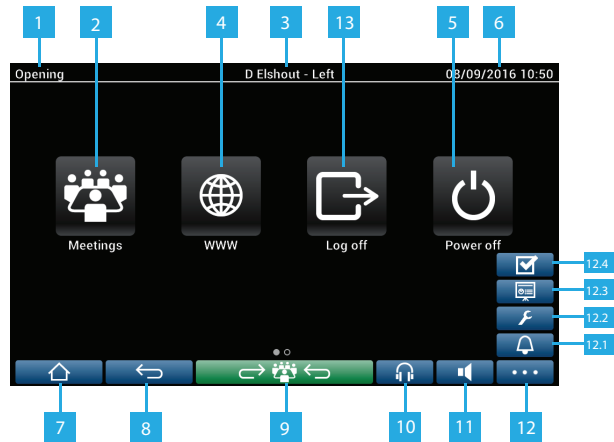 1 2 4 3 13 5 6
Opening D Elshout - Left 08/09/2016 10:50
Meetings WWW Log off Power off
12.4
12.3
12.2
12.1
7 8 9 10 11 12